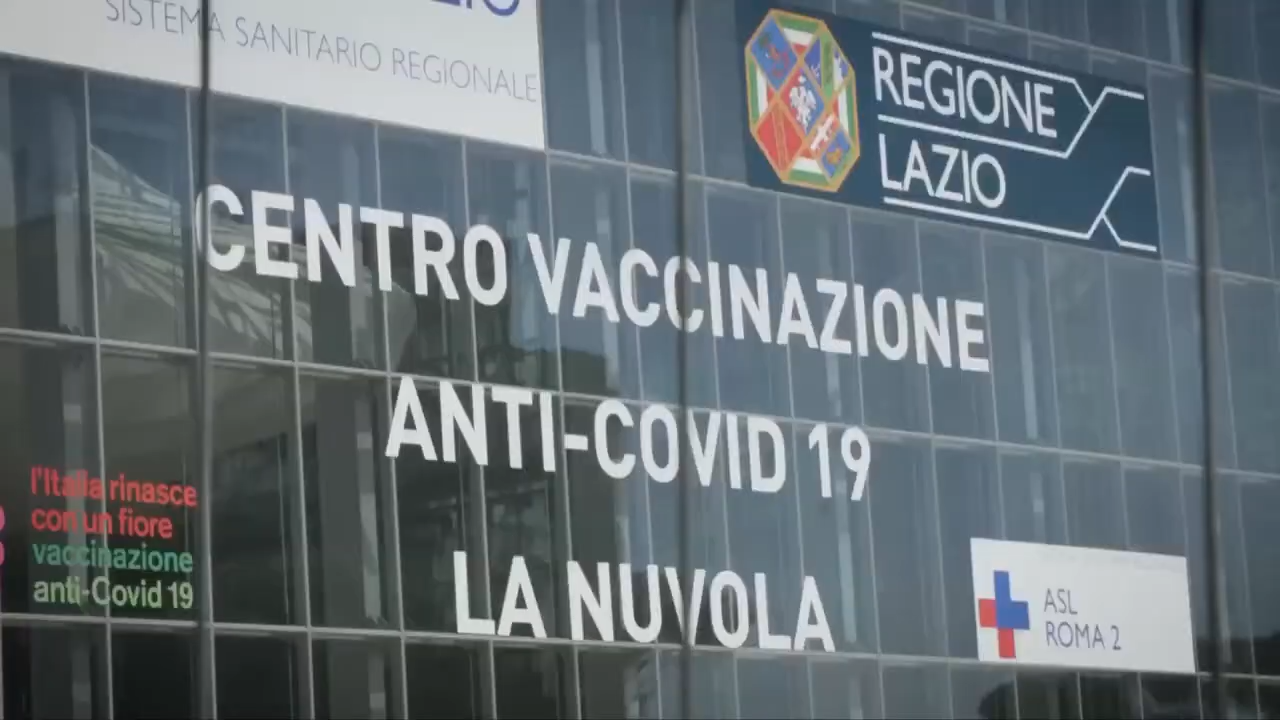 SISTEMA SANITARIO REGIONALE
REGIONE
LAZIO
CENTRO VACCINAZIONE
ANTI-COVID 19
LA NUVOLA
l'Italia rinasce
con un fiore
vaccinazione
anti-Covid 19
ASL
ROMA 2